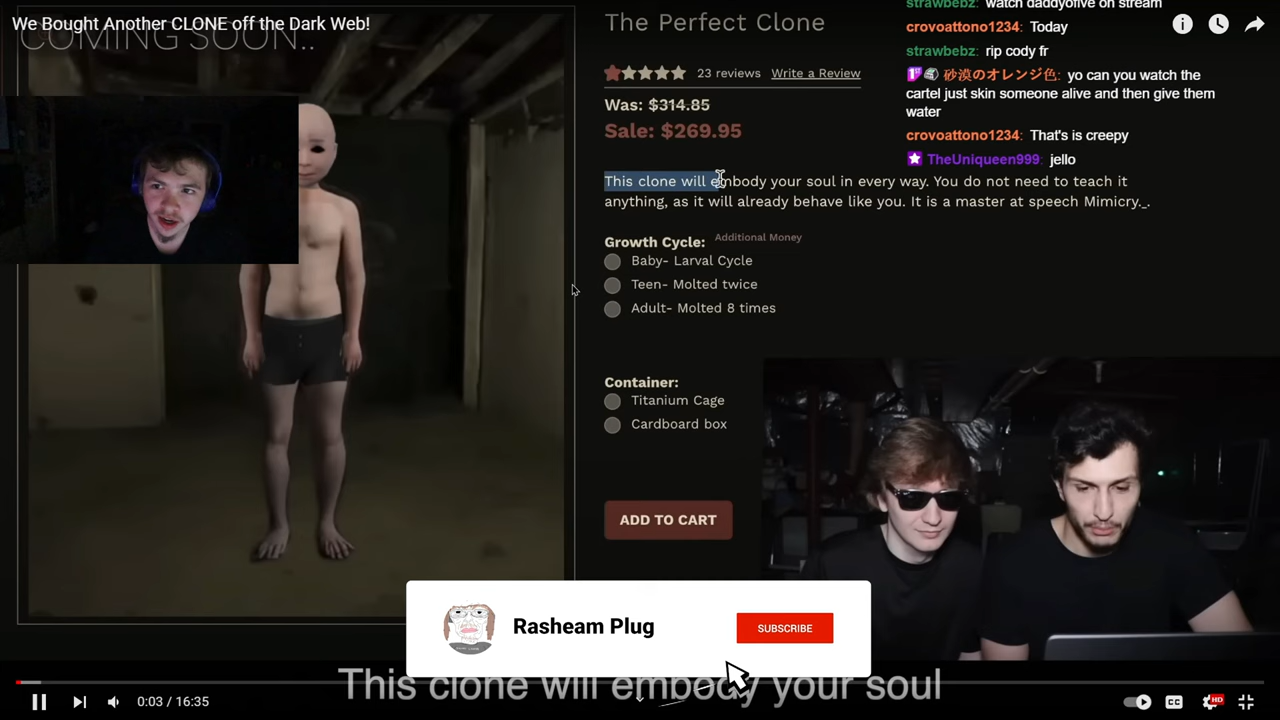 We Bought Another CLONE off the Dark Web!
COMING SOON..
The Perfect Clone
23 reviews Write a Review
Was: $314.85
Sale: $269.95
This clone will embody your soul in every way. You do not need to teach it
anything, as it will already behave like you. It is a master at speech Mimicry._.
Growth Cycle: Additional Money
Baby- Larval Cycle
Teen- Molted twice
Adult- Molted 8 times
Container:
Titanium Cage
Cardboard box
ADD TO CART
strawbebz: watch daddyofive on stream
crovoattono1234: Today
strawbebz: rip cody fr
砂漠のオレンジ色: yo can you watch the
cartel just skin someone alive and then give them
water
crovoattono1234: That's is creepy
TheUniqueen999: jello
Rasheam Plug
SUBSCRIBE
This clone will embody your soul
0:03 / 16:35
CC
HD